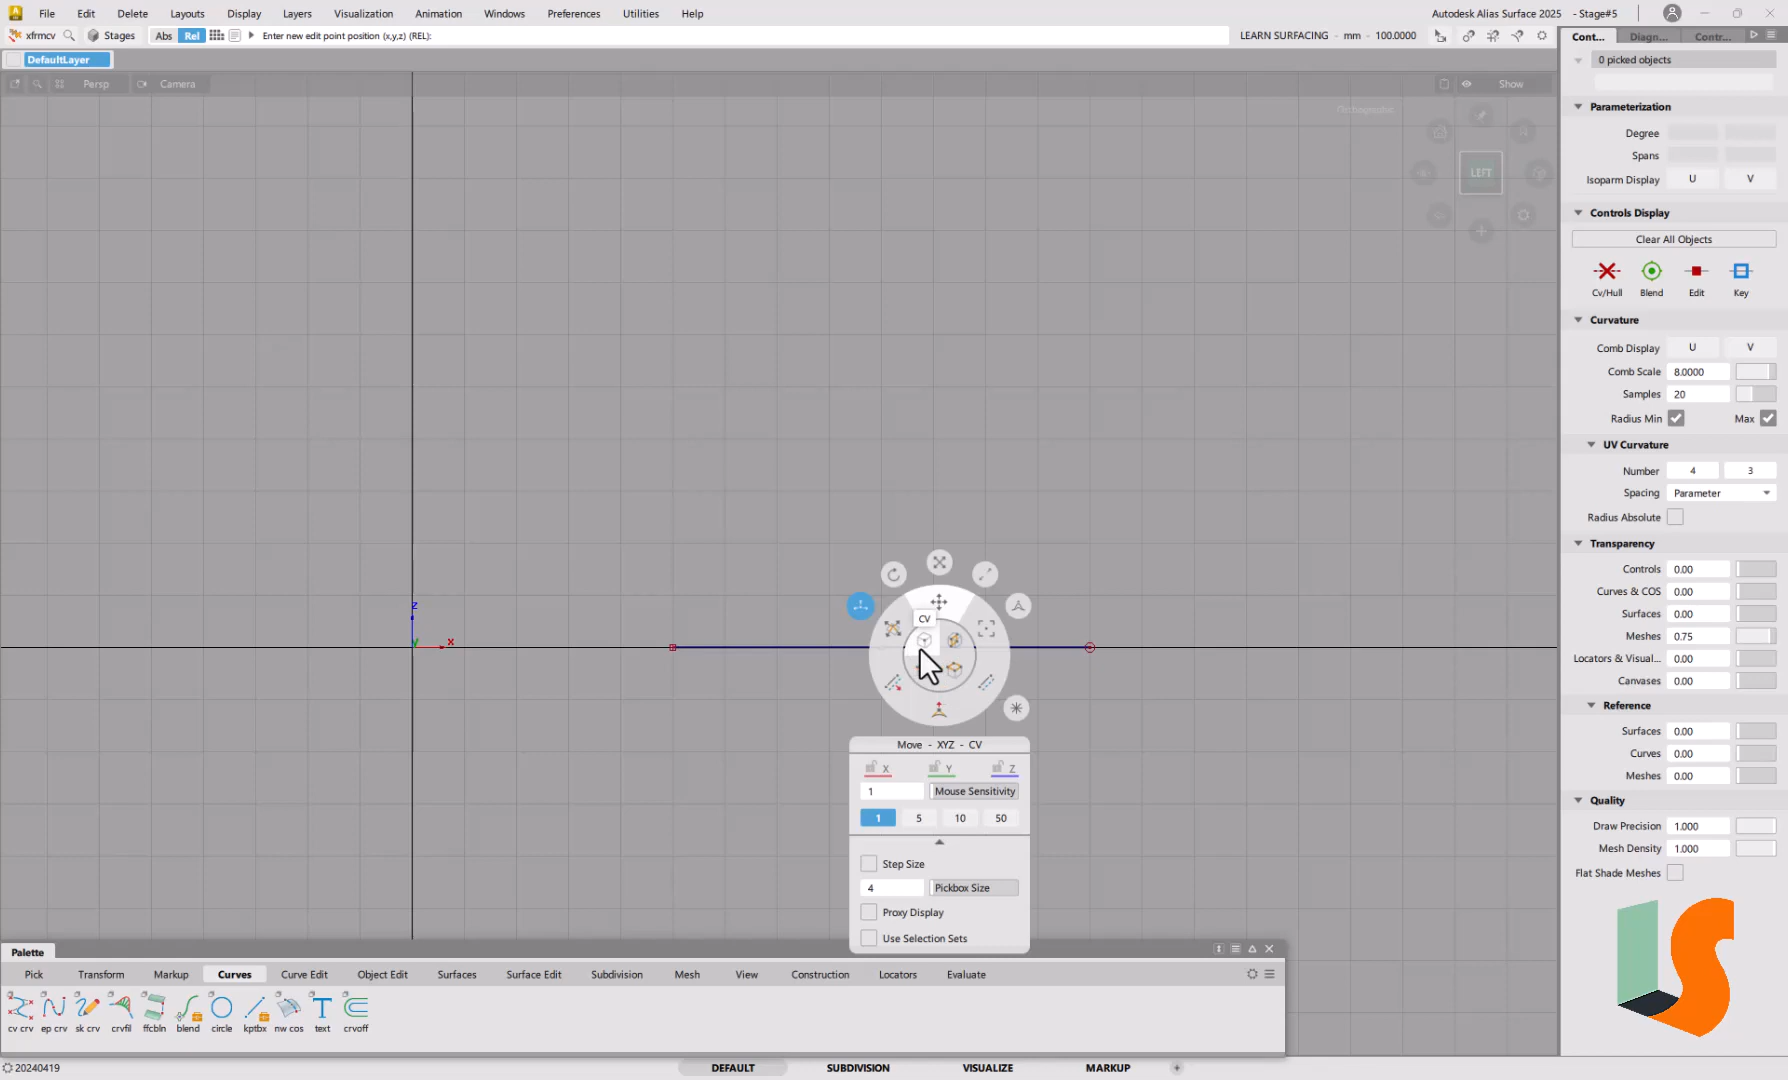 File Edit Delete Layouts Display Layers Visualization Animation Windows Preferences Utilities Help Autodesk Alias Surface 2025 - Stage#5
xfrmcv Stages Abs Rel Enter new edit point position (x,y,z) (REL): LEARN SURFACING - mm - 100.0000
Cont... Diagn... Contr...
DefaultLayer
0 picked objects
Persp Camera Show
Orthographic
LEFT
Parameterization
Degree
Spans
Isoparm Display U V
Controls Display
Clear All Objects
Cv/Hull Blend Edit Key
Curvature
Comb Display U V
Comb Scale 8.0000
Samples 20
Radius Min Max
UV Curvature
Number 4 3
Spacing Parameter
Radius Absolute
Transparency
Controls 0.00
Curves & COS 0.00
Surfaces 0.00
Meshes 0.75
Locators & Visual... 0.00
Canvases 0.00
Reference
Surfaces 0.00
Curves 0.00
Meshes 0.00
Quality
Draw Precision 1.000
Mesh Density 1.000
Flat Shade Meshes
Z
Y X
CV
Move - XYZ - CV
X Y Z
1 Mouse Sensitivity
1 5 10 50
Step Size
4 Pickbox Size
Proxy Display
Use Selection Sets
Palette
Pick Transform Markup Curves Curve Edit Object Edit Surfaces Surface Edit Subdivision Mesh View Construction Locators Evaluate
cv crv ep crv sk crv crvfil ffcbln blend circle kptbx nw cos text crvoff
20240419 DEFAULT SUBDIVISION VISUALIZE MARKUP +